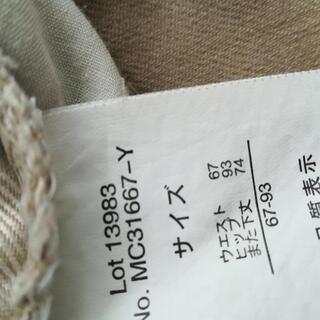 Lot 13983
No. MC31667-Y
サイズ
ウエスト 67
ヒップ 93
また下丈 74
67-93
品質表示